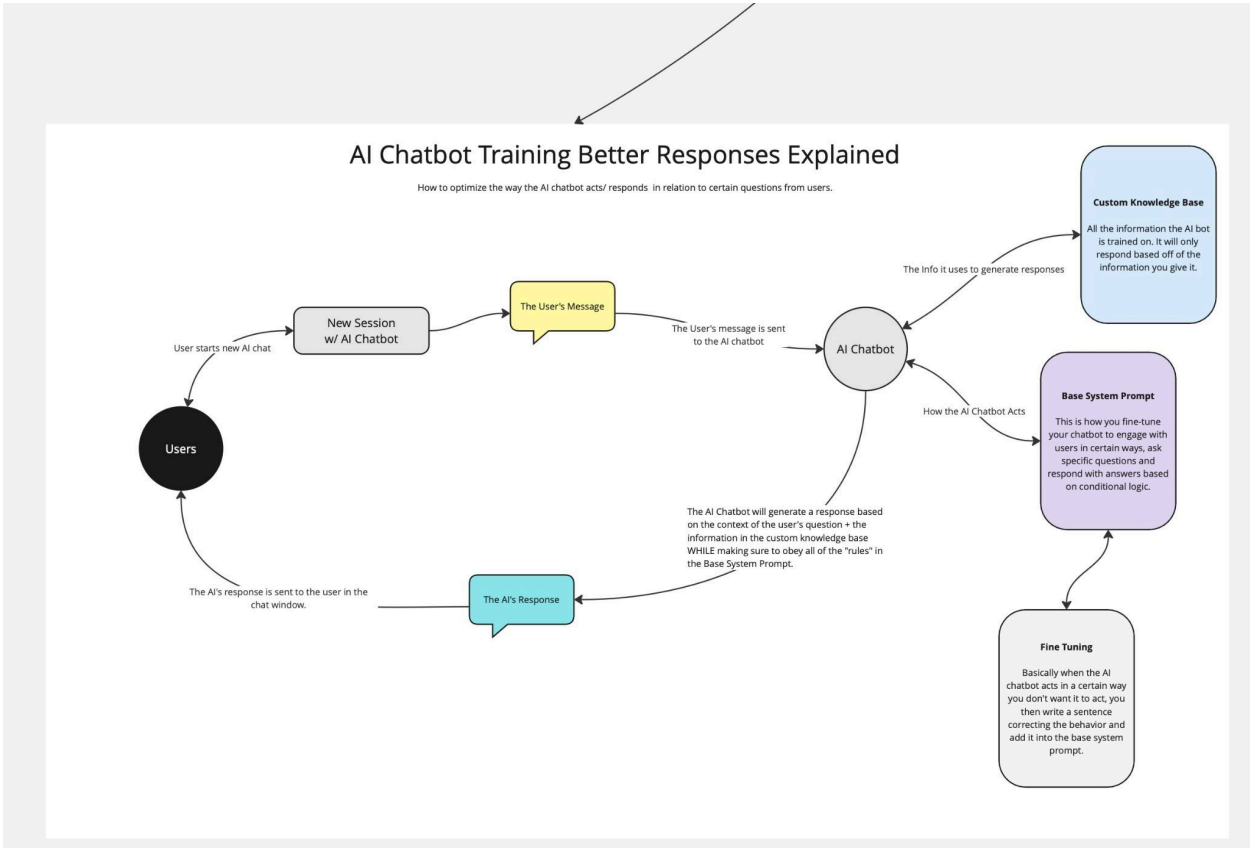 AI Chatbot Training Better Responses Explained
How to optimize the way the AI chatbot acts/ responds  in relation to certain questions from users.
Custom Knowledge Base
All the information the AI bot
is trained on. It will only
respond based off of the
information you give it.
The Info it uses to generate responses
The User's Message
New Session
w/ AI Chatbot
User starts new AI chat
The User's message is sent
to the AI chatbot
AI Chatbot
Base System Prompt
This is how you fine-tune
your chatbot to engage with
users in certain ways, ask
specific questions and
respond with answers based
on conditional logic.
How the AI Chatbot Acts
Users
The AI Chatbot will generate a response based
on the context of the user's question + the
information in the custom knowledge base
WHILE making sure to obey all of the "rules" in
the Base System Prompt.
The AI's response is sent to the user in the
chat window.
The AI's Response
Fine Tuning
Basically when the AI
chatbot acts in a certain way
you don't want it to act, you
then write a sentence
correcting the behavior and
add it into the base system
prompt.